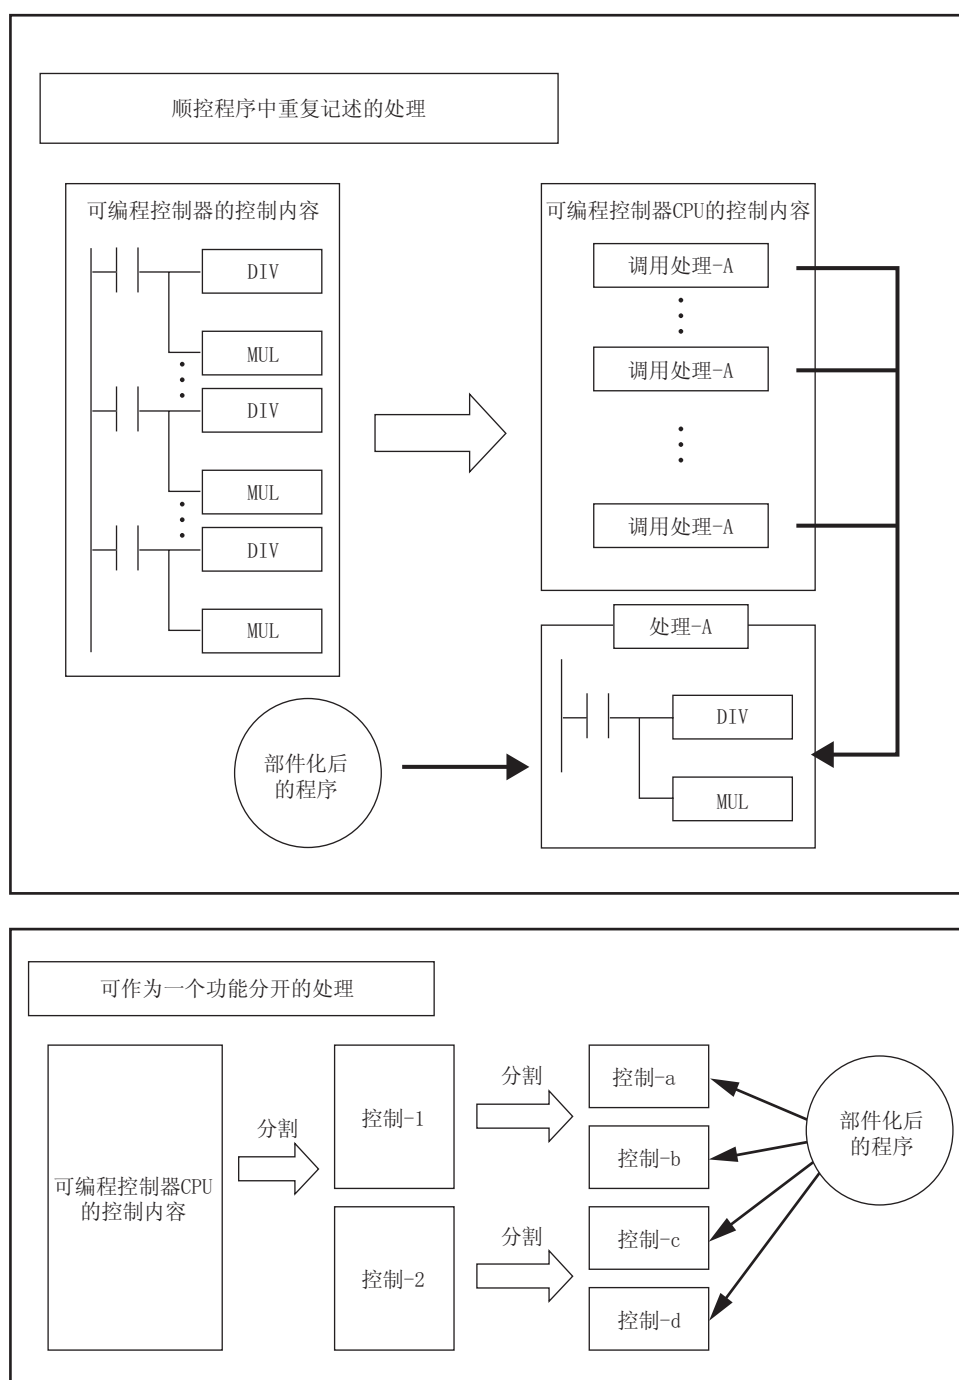 顺控程序中重复记述的处理
可编程控制器的控制内容
DIV
MUL
DIV
MUL
DIV
MUL
可编程控制器CPU的控制内容
调用处理-A
调用处理-A
调用处理-A
处理-A
DIV
MUL
部件化后
的程序
可作为一个功能分开的处理
可编程控制器CPU
的控制内容
分割
控制-1
控制-2
分割
分割
控制-a
控制-b
控制-c
控制-d
部件化后
的程序